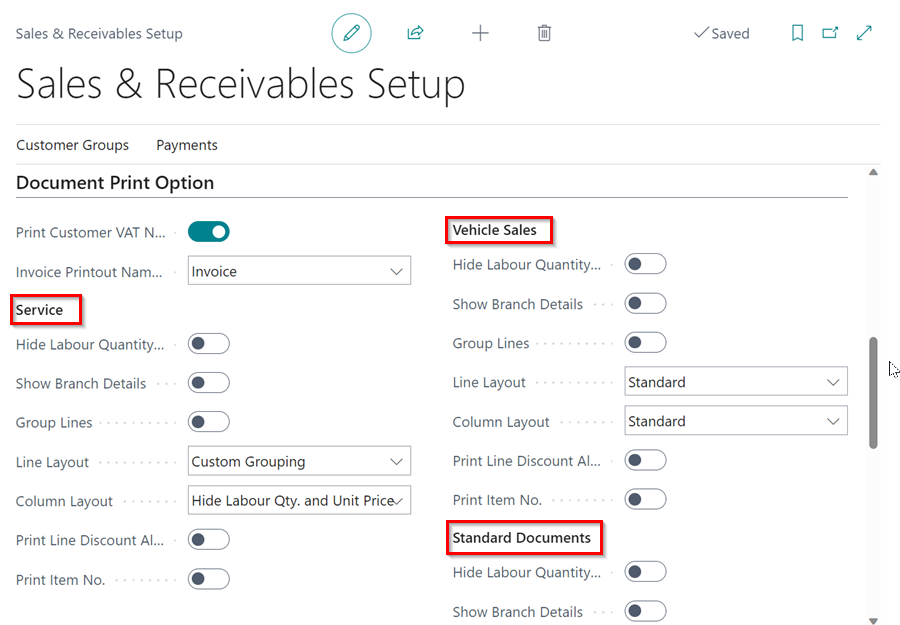 Sales & Receivables Setup
Saved
Sales & Receivables Setup
Customer Groups
Payments
Document Print Option
Print Customer VAT N...
Invoice Printout Nam...
Invoice
Service
Hide Labour Quantity...
Show Branch Details
Group Lines
Line Layout
Custom Grouping
Column Layout
Hide Labour Qty. and Unit Price
Print Line Discount Al...
Print Item No.
Vehicle Sales
Hide Labour Quantity...
Show Branch Details
Group Lines
Line Layout
Standard
Column Layout
Standard
Print Line Discount Al...
Print Item No.
Standard Documents
Hide Labour Quantity...
Show Branch Details